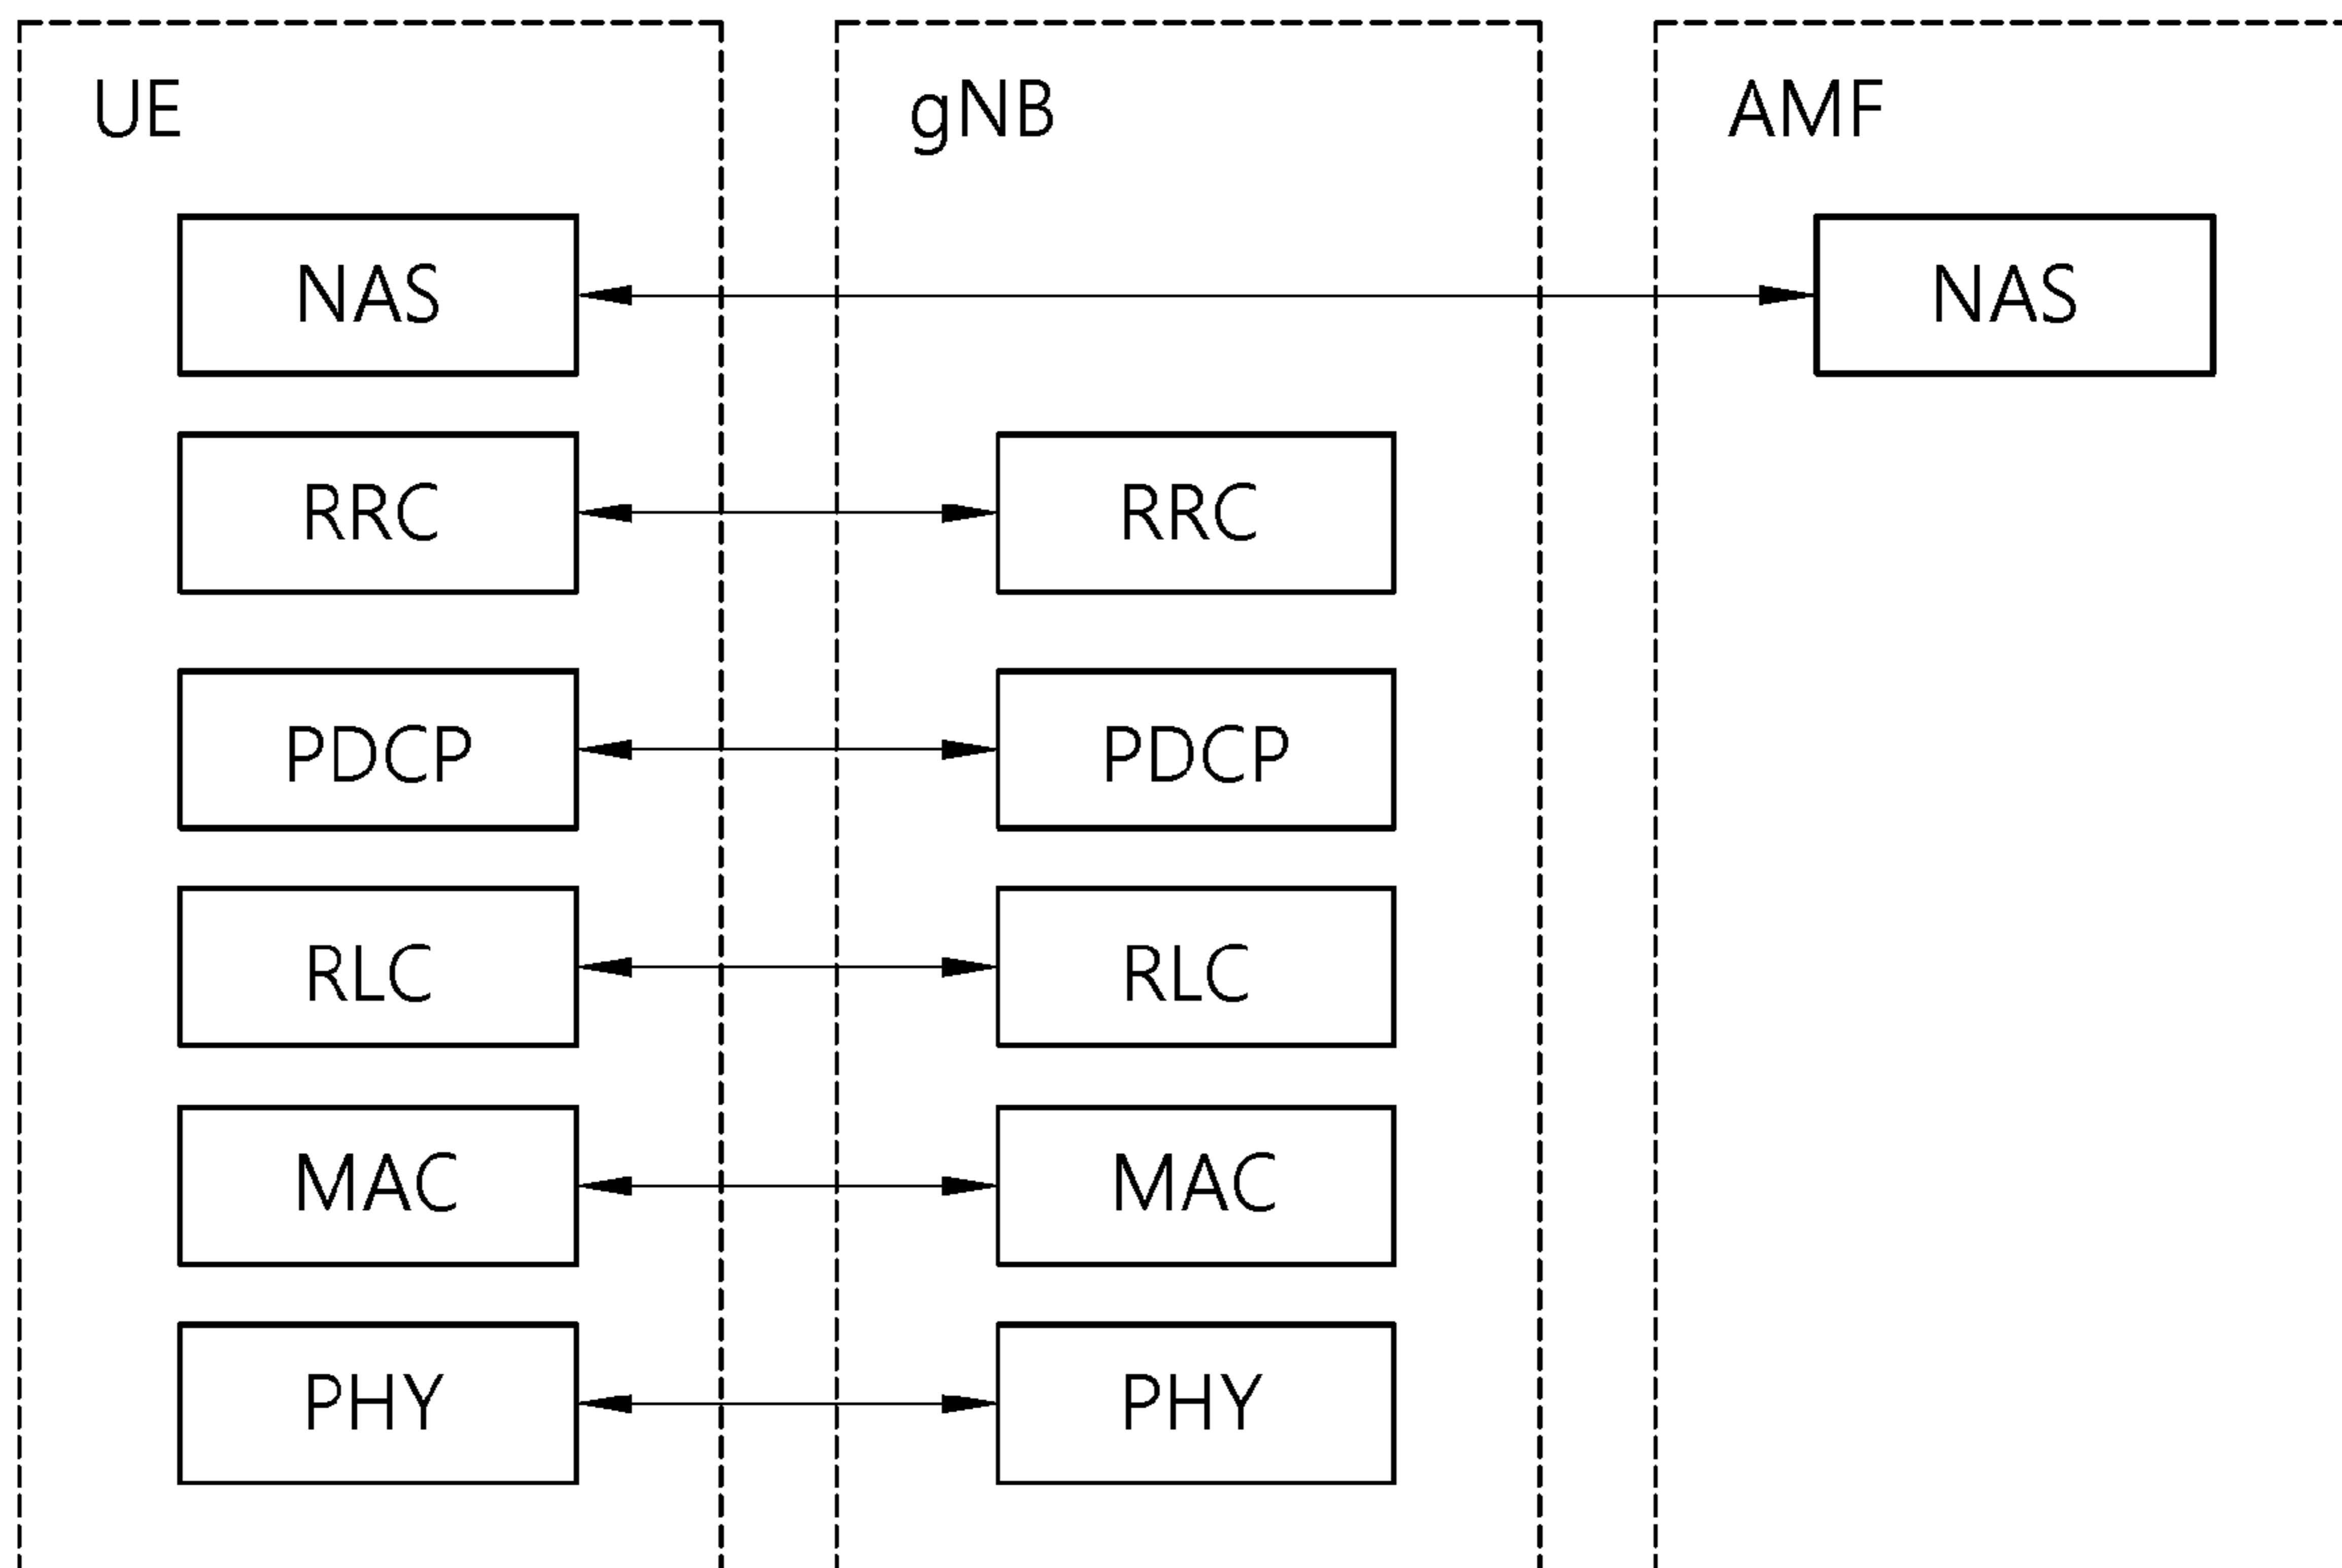 UE gNB AMF
NAS NAS
RRC RRC
PDCP PDCP
RLC RLC
MAC MAC
PHY PHY